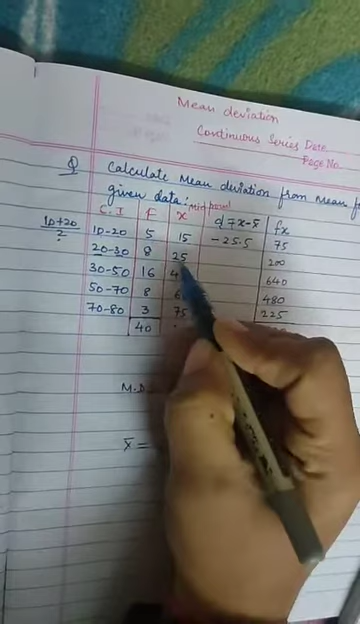 Mean deviation
Continuous Series Date
Page No.
Q Calculate Mean deviation from mean
given data:
10+20
2
C.I F x mid point d=x-x̄ fx
10-20 5 15 -25.5 75
20-30 8 25 200
30-50 16 640
50-70 8 480
70-80 3 75 225
40
M.D.
x̄ =